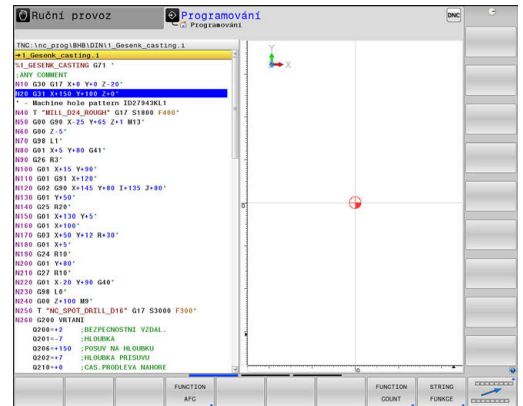 Ruční provoz
Programování
Programování
DNC
TNC:\nc_prog\BHB\DIN\1_Gesenk_casting.i
→1_Gesenk_casting.i
%1_GESENK_CASTING G71 *
;ANY COMMENT
N10 G30 G17 X+0 Y+0 Z-20*
N20 G31 X+150 Y+100 Z+0*
* - Machine hole pattern ID27943KL1
N40 T "MILL_D24_ROUGH" G17 S1800 F400*
N50 G00 G90 X-25 Y+65 Z+1 M13*
N60 G00 Z-5*
N70 G98 L1*
N80 G01 X+5 Y+80 G41*
N90 G26 R3*
N100 G01 X+15 Y+90*
N110 G01 G91 X+120*
N120 G02 G90 X+145 Y+80 I+135 J+80*
N130 G01 Y+50*
N140 G25 R20*
N150 G01 X+130 Y+5*
N160 G01 X+100*
N170 G03 X+50 Y+12 R+30*
N180 G01 X+5*
N190 G24 R10*
N200 G01 Y+80*
N210 G27 R10*
N220 G01 X-20 Y+90 G40*
N230 G98 L0*
N240 G00 Z+100 M9*
N250 T "NC_SPOT_DRILL_D16" G17 S3000 F300*
N260 G200 VRTANI
Q200=+2 ;BEZPECNOSTNI VZDAL.
Q201=-7 ;HLOUBKA
Q206=+150 ;POSUV NA HLOUBKU
Q202=+7 ;HLOUBKA PRISUVU
Q210=+0 ;CAS.PRODLEVA NAHORE
Y
X
0
0
FUNCTION AFC
FUNCTION COUNT
STRING FUNKCE